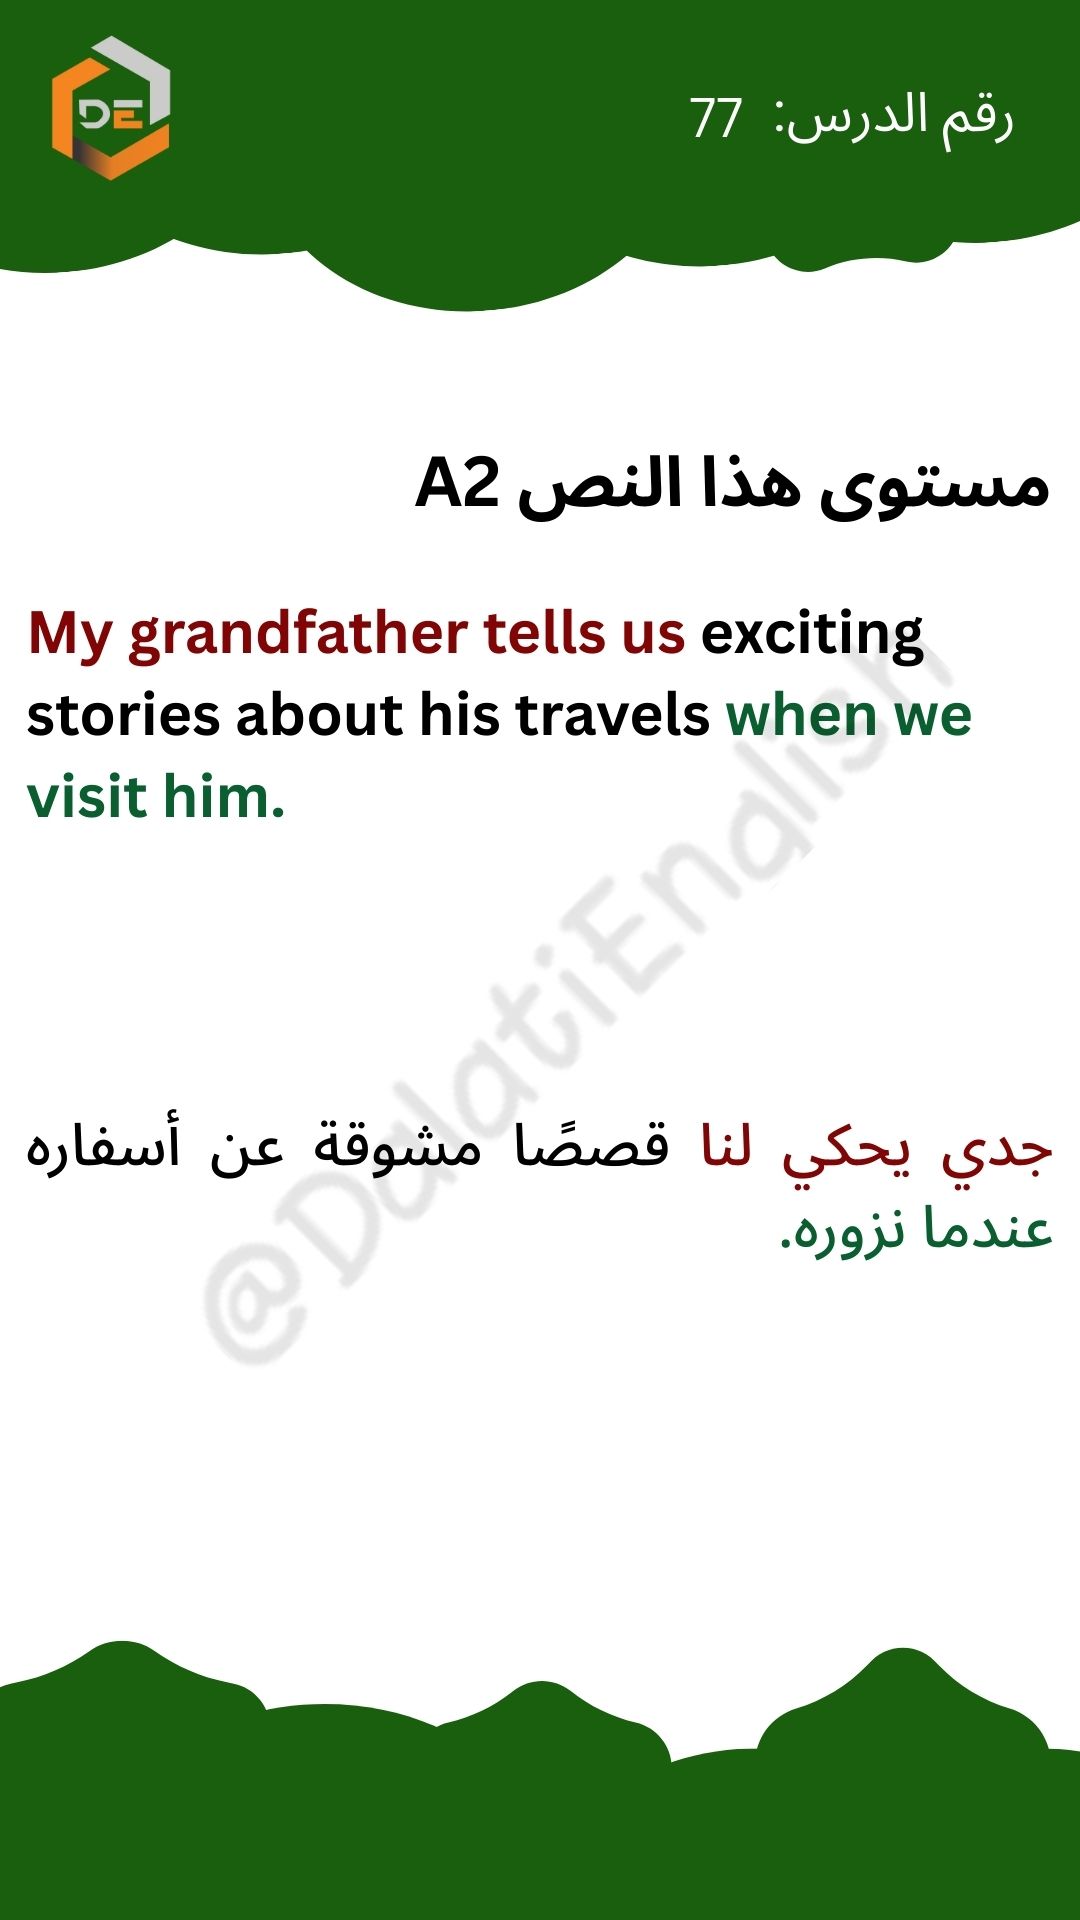 DE
رقم الدرس: 77
مستوى هذا النص A2
My grandfather tells us exciting
stories about his travels when we
visit him.
@DalatiEnglish
جدي يحكي لنا قصصًا مشوقة عن أسفاره
عندما نزوره.